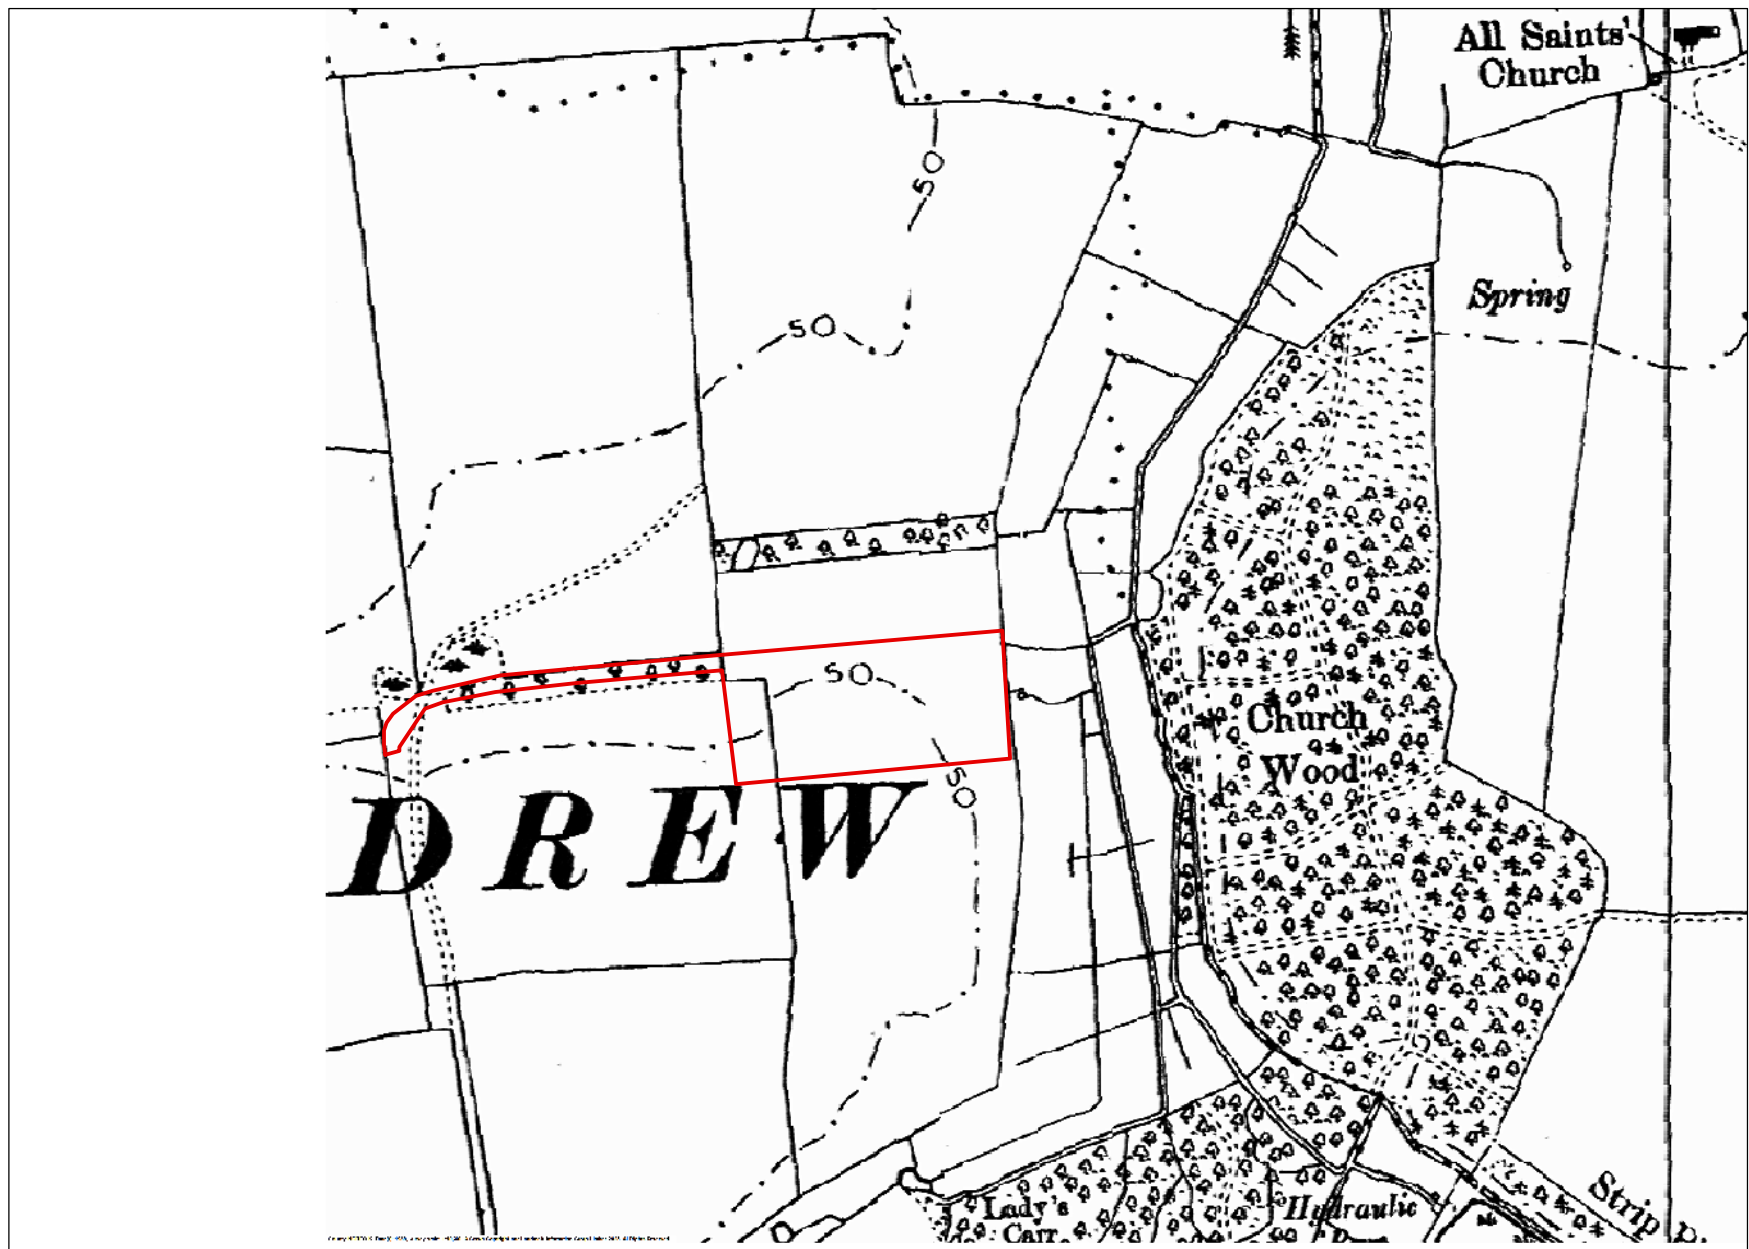 All Saints'
Church
50
Spring
50
50
Church
Wood
50
DREW
Strip P.
Lady's
Carr
Hydraulic